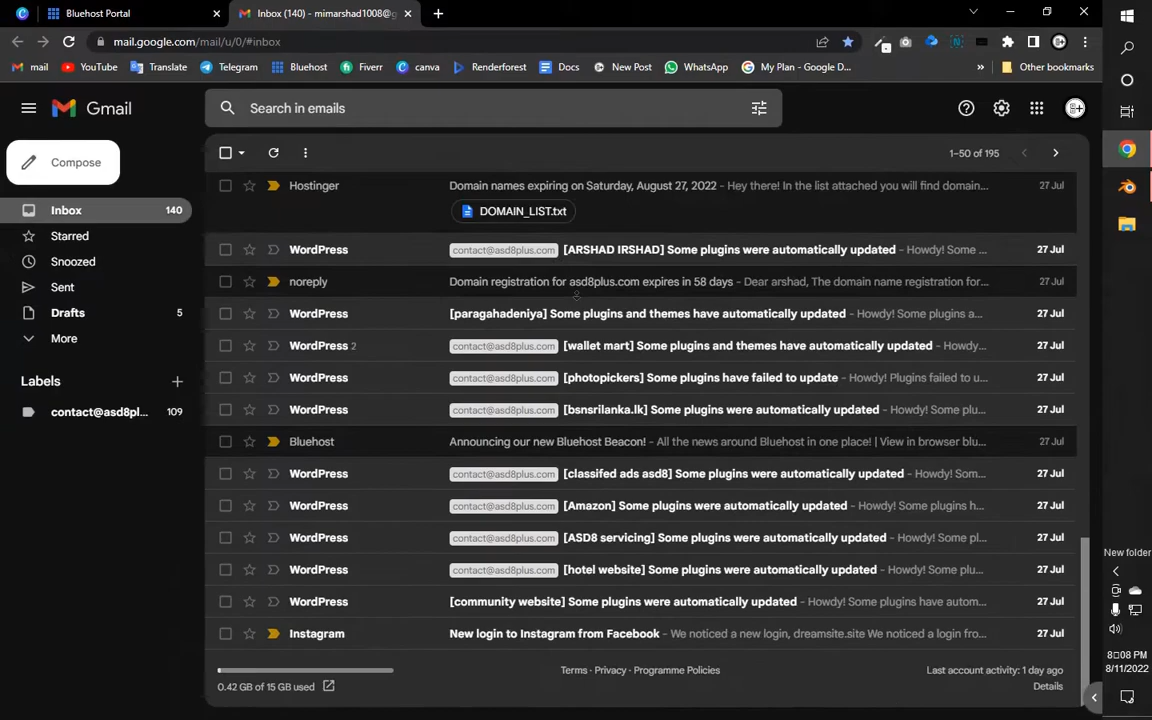 Bluehost Portal
Inbox (140) - mimarshad1008@g
mail.google.com/mail/u/0/#inbox
mail YouTube Translate Telegram Bluehost Fiverr canva Renderforest Docs New Post WhatsApp My Plan - Google D... » Other bookmarks
Gmail
Search in emails
Compose
1–50 of 195
Inbox 140
Starred
Snoozed
Sent
Drafts 5
More
Labels
contact@asd8pl... 109
Hostinger Domain names expiring on Saturday, August 27, 2022 - Hey there! In the list attached you will find domain... 27 Jul
DOMAIN_LIST.txt
WordPress contact@asd8plus.com [ARSHAD IRSHAD] Some plugins were automatically updated - Howdy! Some ... 27 Jul
noreply Domain registration for asd8plus.com expires in 58 days - Dear arshad, The domain name registration for... 27 Jul
WordPress [paragahadeniya] Some plugins and themes have automatically updated - Howdy! Some plugins a... 27 Jul
WordPress 2 contact@asd8plus.com [wallet mart] Some plugins and themes have automatically updated - Howdy... 27 Jul
WordPress contact@asd8plus.com [photopickers] Some plugins have failed to update - Howdy! Plugins failed to u... 27 Jul
WordPress contact@asd8plus.com [bsnsrilanka.lk] Some plugins were automatically updated - Howdy! Some plu... 27 Jul
Bluehost Announcing our new Bluehost Beacon! - All the news around Bluehost in one place! | View in browser blu... 27 Jul
WordPress contact@asd8plus.com [classifed ads asd8] Some plugins were automatically updated - Howdy! Som... 27 Jul
WordPress contact@asd8plus.com [Amazon] Some plugins were automatically updated - Howdy! Some plugins h... 27 Jul
WordPress contact@asd8plus.com [ASD8 servicing] Some plugins were automatically updated - Howdy! Some pl... 27 Jul
WordPress contact@asd8plus.com [hotel website] Some plugins were automatically updated - Howdy! Some plu... 27 Jul
WordPress [community website] Some plugins were automatically updated - Howdy! Some plugins have autom... 27 Jul
Instagram New login to Instagram from Facebook - We noticed a new login, dreamsite.site We noticed a login fro... 27 Jul
Terms · Privacy · Programme Policies
Last account activity: 1 day ago
0.42 GB of 15 GB used
Details
New folder
8:08 PM
8/11/2022